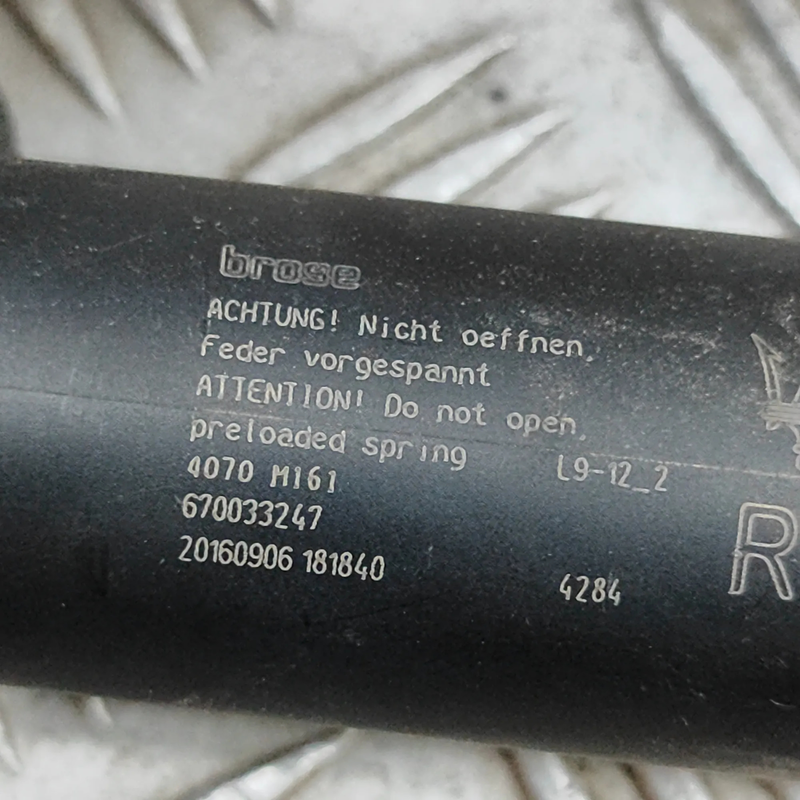 brose
ACHTUNG! Nicht oeffnen,
Feder vorgespannt
ATTENTION! Do not open,
preloaded spring
L9-12_2
4070 M161
670033247
20160906 181840
4284
R